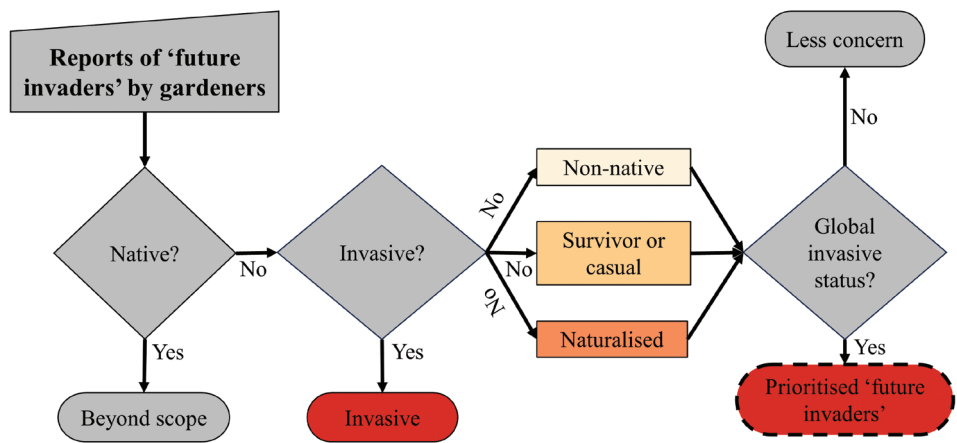 Reports of ‘future
invaders’ by gardeners
Native?
No
Yes
Beyond scope
Invasive?
Yes
Invasive
No
No
No
Non-native
Survivor or
casual
Naturalised
Global
invasive
status?
No
Less concern
Yes
Prioritised ‘future
invaders’